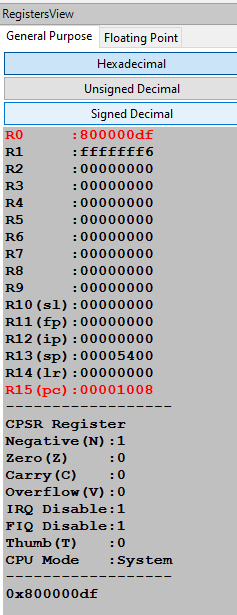 RegistersView
General Purpose Floating Point
Hexadecimal
Unsigned Decimal
Signed Decimal
R0 :800000df
R1 :fffffff6
R2 :00000000
R3 :00000000
R4 :00000000
R5 :00000000
R6 :00000000
R7 :00000000
R8 :00000000
R9 :00000000
R10(sl):00000000
R11(fp):00000000
R12(ip):00000000
R13(sp):00005400
R14(lr):00000000
R15(pc):00001008
------------------
CPSR Register
Negative(N):1
Zero(Z) :0
Carry(C) :0
Overflow(V):0
IRQ Disable:1
FIQ Disable:1
Thumb(T) :0
CPU Mode :System
------------------
0x800000df